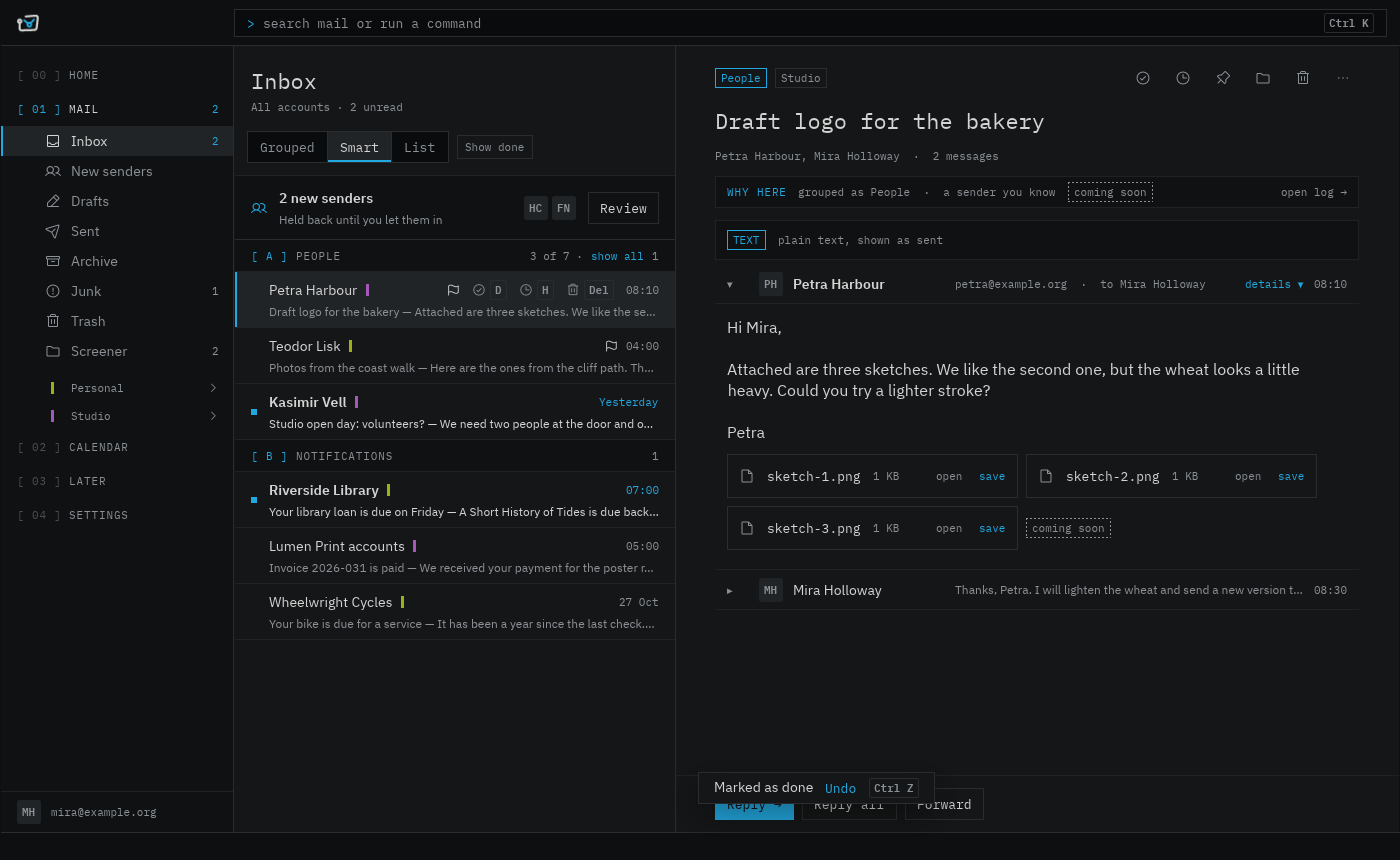 > search mail or run a command Ctrl K
[ 00 ] HOME
[ 01 ] MAIL 2
Inbox 2
New senders
Drafts
Sent
Archive
Junk 1
Trash
Screener 2
Personal
Studio
[ 02 ] CALENDAR
[ 03 ] LATER
[ 04 ] SETTINGS
MH mira@example.org
Inbox
All accounts · 2 unread
Grouped Smart List Show done
2 new senders
Held back until you let them in
HC FN Review
[ A ] PEOPLE 3 of 7 · show all 1
Petra Harbour D H Del 08:10
Draft logo for the bakery — Attached are three sketches. We like the se...
Teodor Lisk 04:00
Photos from the coast walk — Here are the ones from the cliff path. Th...
Kasimir Vell Yesterday
Studio open day: volunteers? — We need two people at the door and o...
[ B ] NOTIFICATIONS 1
Riverside Library 07:00
Your library loan is due on Friday — A Short History of Tides is due back...
Lumen Print accounts 05:00
Invoice 2026-031 is paid — We received your payment for the poster r...
Wheelwright Cycles 27 Oct
Your bike is due for a service — It has been a year since the last check....
People Studio
Draft logo for the bakery
Petra Harbour, Mira Holloway · 2 messages
WHY HERE grouped as People · a sender you know coming soon open log →
TEXT plain text, shown as sent
▾ PH Petra Harbour petra@example.org · to Mira Holloway details ▾ 08:10
Hi Mira,
Attached are three sketches. We like the second one, but the wheat looks a little
heavy. Could you try a lighter stroke?
Petra
sketch-1.png 1 KB open save
sketch-2.png 1 KB open save
sketch-3.png 1 KB open save
coming soon
▸ MH Mira Holloway Thanks, Petra. I will lighten the wheat and send a new version t... 08:30
Marked as done Undo Ctrl Z
Reply → Reply all Forward